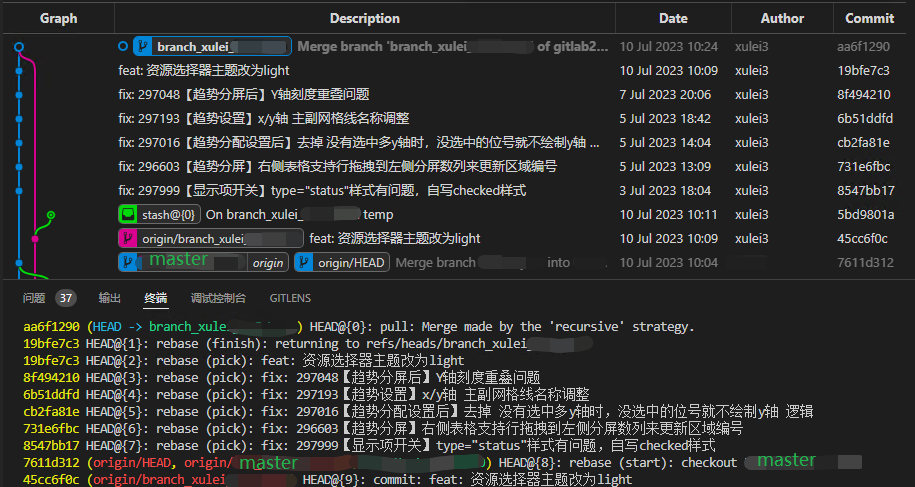 Graph Description Date Author Commit
branch_xulei_ Merge branch 'branch_xulei_ of gitlab2... 10 Jul 2023 10:24 xulei3 aa6f1290
feat: 资源选择器主题改为light 10 Jul 2023 10:09 xulei3 19bfe7c3
fix: 297048【趋势分屏后】Y轴刻度重叠问题 7 Jul 2023 20:06 xulei3 8f494210
fix: 297193【趋势设置】x/y轴 主副网格线名称调整 5 Jul 2023 18:42 xulei3 6b51ddfd
fix: 297016【趋势分配设置后】去掉 没有选中多y轴时，没选中的位号就不绘制y轴 ... 5 Jul 2023 14:04 xulei3 cb2fa81e
fix: 296603【趋势分屏】右侧表格支持行拖拽到左侧分屏数列来更新区域编号 5 Jul 2023 13:09 xulei3 731e6fbc
fix: 297999【显示项开关】type="status"样式有问题，自写checked样式 3 Jul 2023 18:04 xulei3 8547bb17
stash@{0} On branch_xulei_ temp 10 Jul 2023 10:11 xulei3 5bd9801a
origin/branch_xulei_ feat: 资源选择器主题改为light 10 Jul 2023 10:09 xulei3 45cc6f0c
master origin origin/HEAD Merge branch into 10 Jul 2023 10:04 7611d312
问题 37 输出 终端 调试控制台 GITLENS
aa6f1290 (HEAD -> branch_xulei ) HEAD@{0}: pull: Merge made by the 'recursive' strategy.
19bfe7c3 HEAD@{1}: rebase (finish): returning to refs/heads/branch_xulei_
19bfe7c3 HEAD@{2}: rebase (pick): feat: 资源选择器主题改为light
8f494210 HEAD@{3}: rebase (pick): fix: 297048【趋势分屏后】Y轴刻度重叠问题
6b51ddfd HEAD@{4}: rebase (pick): fix: 297193【趋势设置】x/y轴 主副网格线名称调整
cb2fa81e HEAD@{5}: rebase (pick): fix: 297016【趋势分配设置后】去掉 没有选中多y轴时，没选中的位号就不绘制y轴 逻辑
731e6fbc HEAD@{6}: rebase (pick): fix: 296603【趋势分屏】右侧表格支持行拖拽到左侧分屏数列来更新区域编号
8547bb17 HEAD@{7}: rebase (pick): fix: 297999【显示项开关】type="status"样式有问题，自写checked样式
7611d312 (origin/HEAD, origin/ master ) HEAD@{8}: rebase (start): checkout master
45cc6f0c (origin/branch_xulei HEAD@{9}: commit: feat: 资源选择器主题改为light